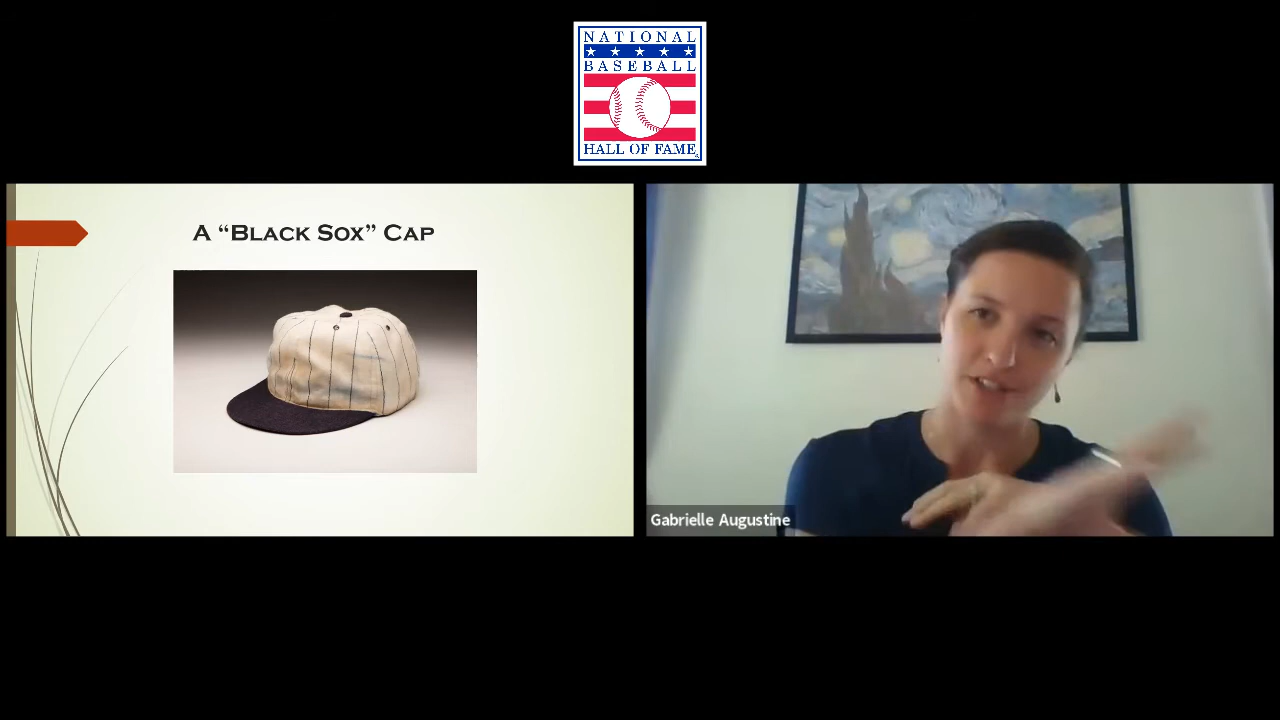 NATIONAL
BASEBALL
HALL OF FAME
A “Black Sox” Cap
Gabrielle Augustine